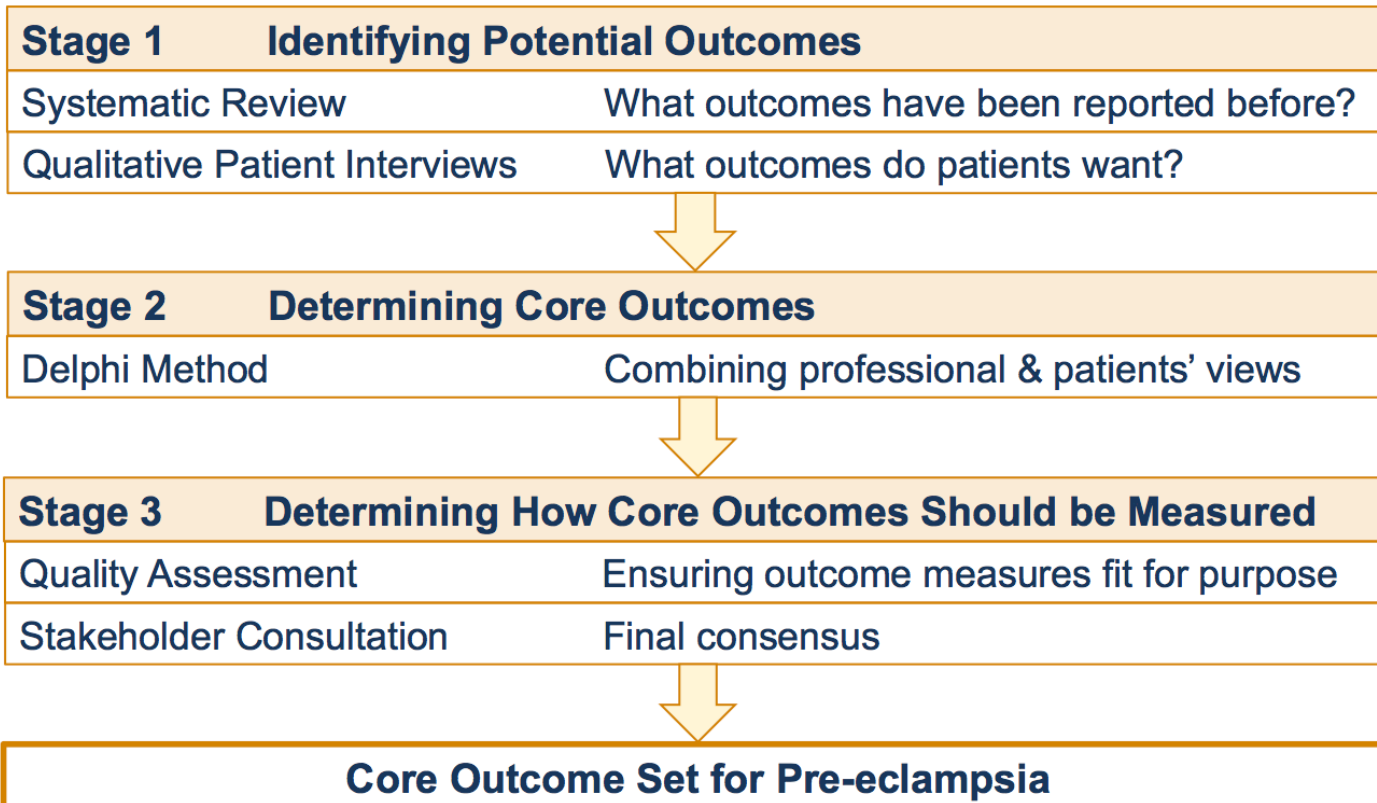 Stage 1 Identifying Potential Outcomes
Systematic Review What outcomes have been reported before?
Qualitative Patient Interviews What outcomes do patients want?
Stage 2 Determining Core Outcomes
Delphi Method Combining professional & patients’ views
Stage 3 Determining How Core Outcomes Should be Measured
Quality Assessment Ensuring outcome measures fit for purpose
Stakeholder Consultation Final consensus
Core Outcome Set for Pre-eclampsia